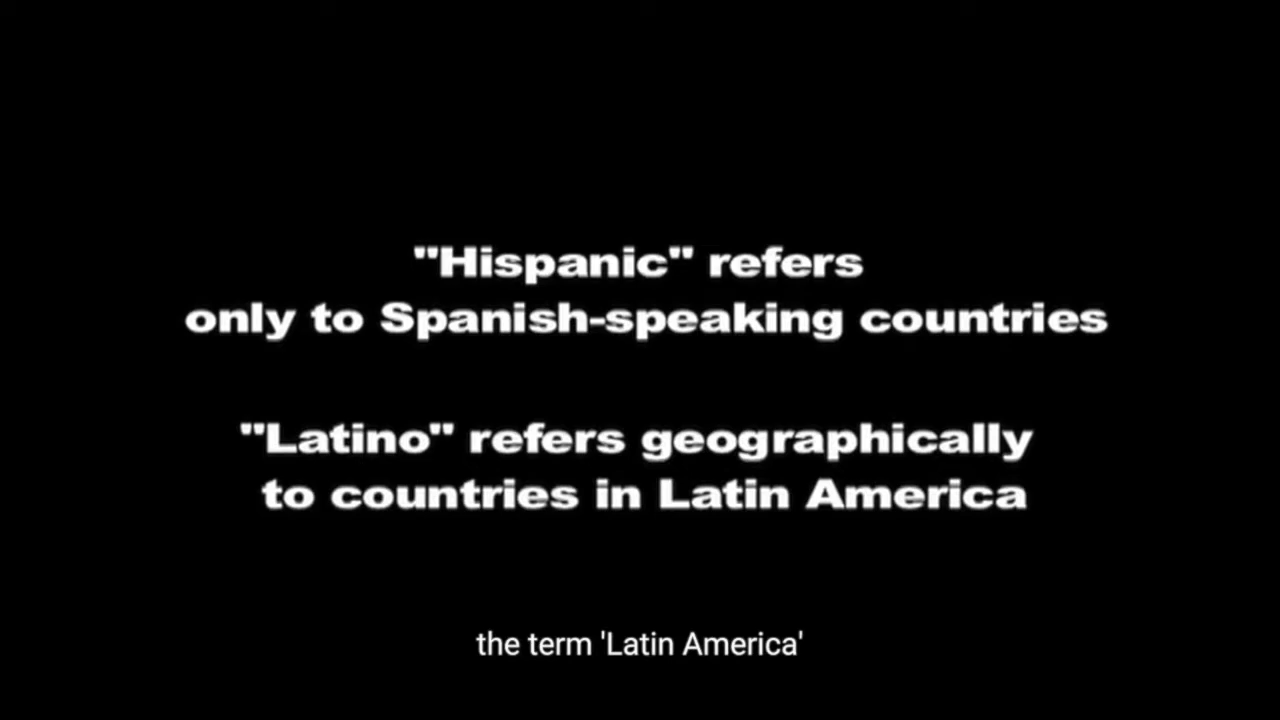 "Hispanic" refers
only to Spanish-speaking countries
"Latino" refers geographically
to countries in Latin America
the term 'Latin America'